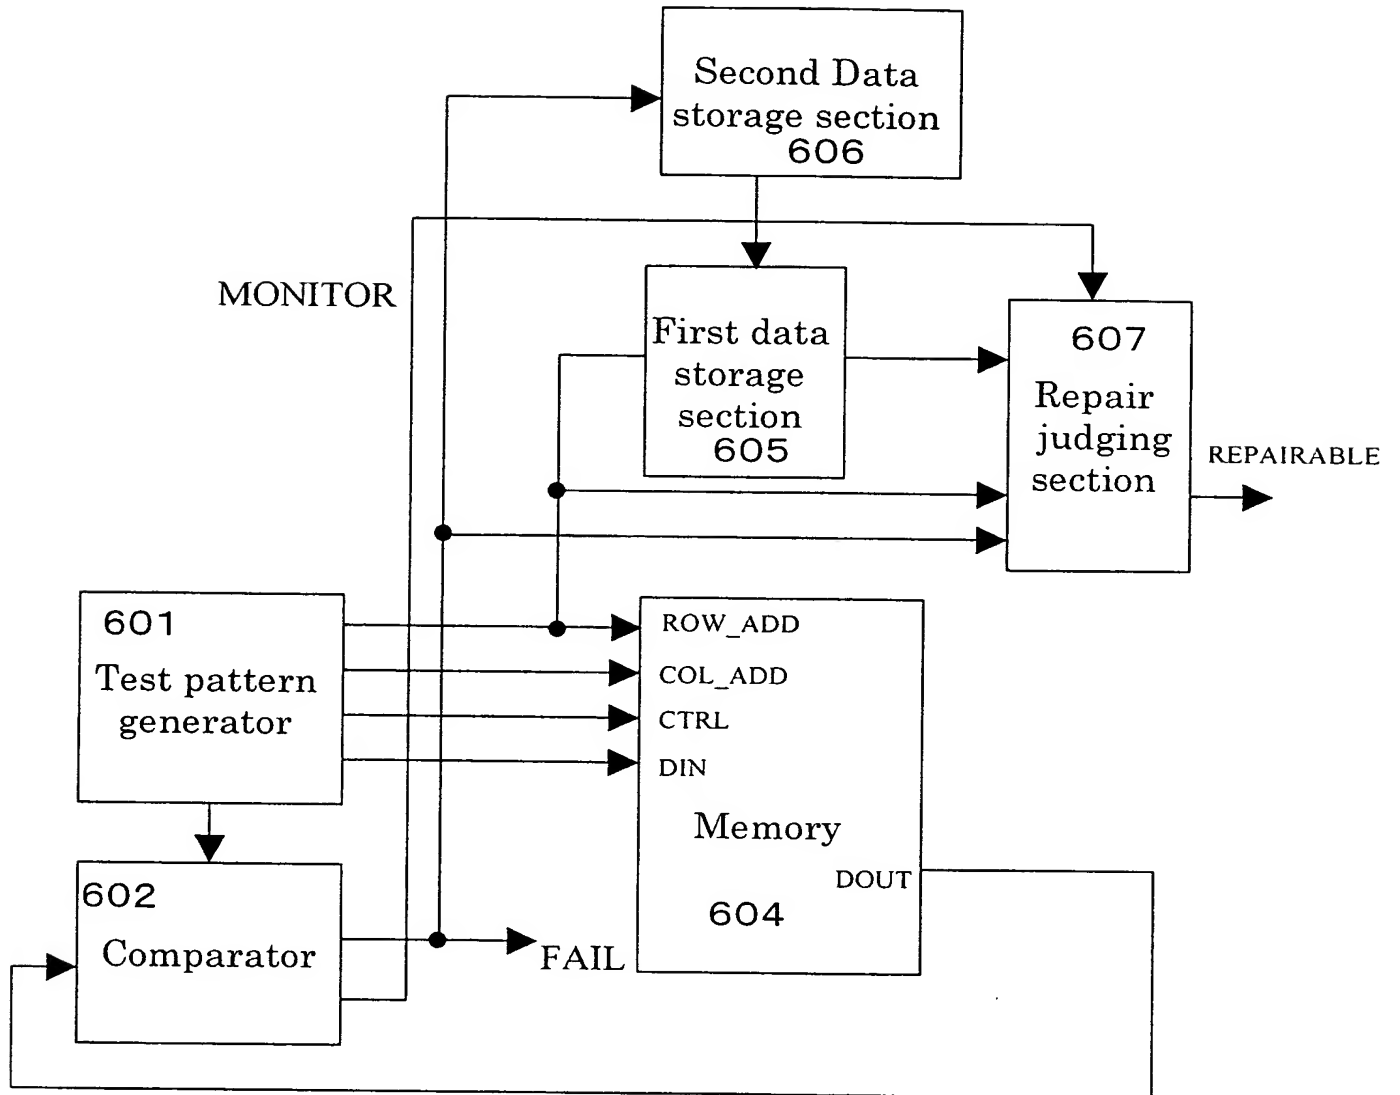 Second Data
storage section
606
MONITOR
First data
storage
section
605
607
Repair
judging
section
REPAIRABLE
601
Test pattern
generator
ROW_ADD
COL_ADD
CTRL
DIN
Memory
DOUT
604
602
Comparator
FAIL